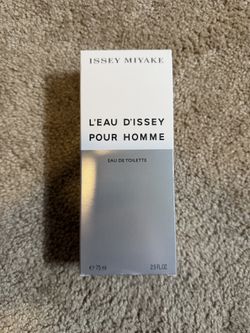 ISSEY MIYAKE
L'EAU D'ISSEY
POUR HOMME
EAU DE TOILETTE
℮ 75 ml 2.5 FL.OZ.